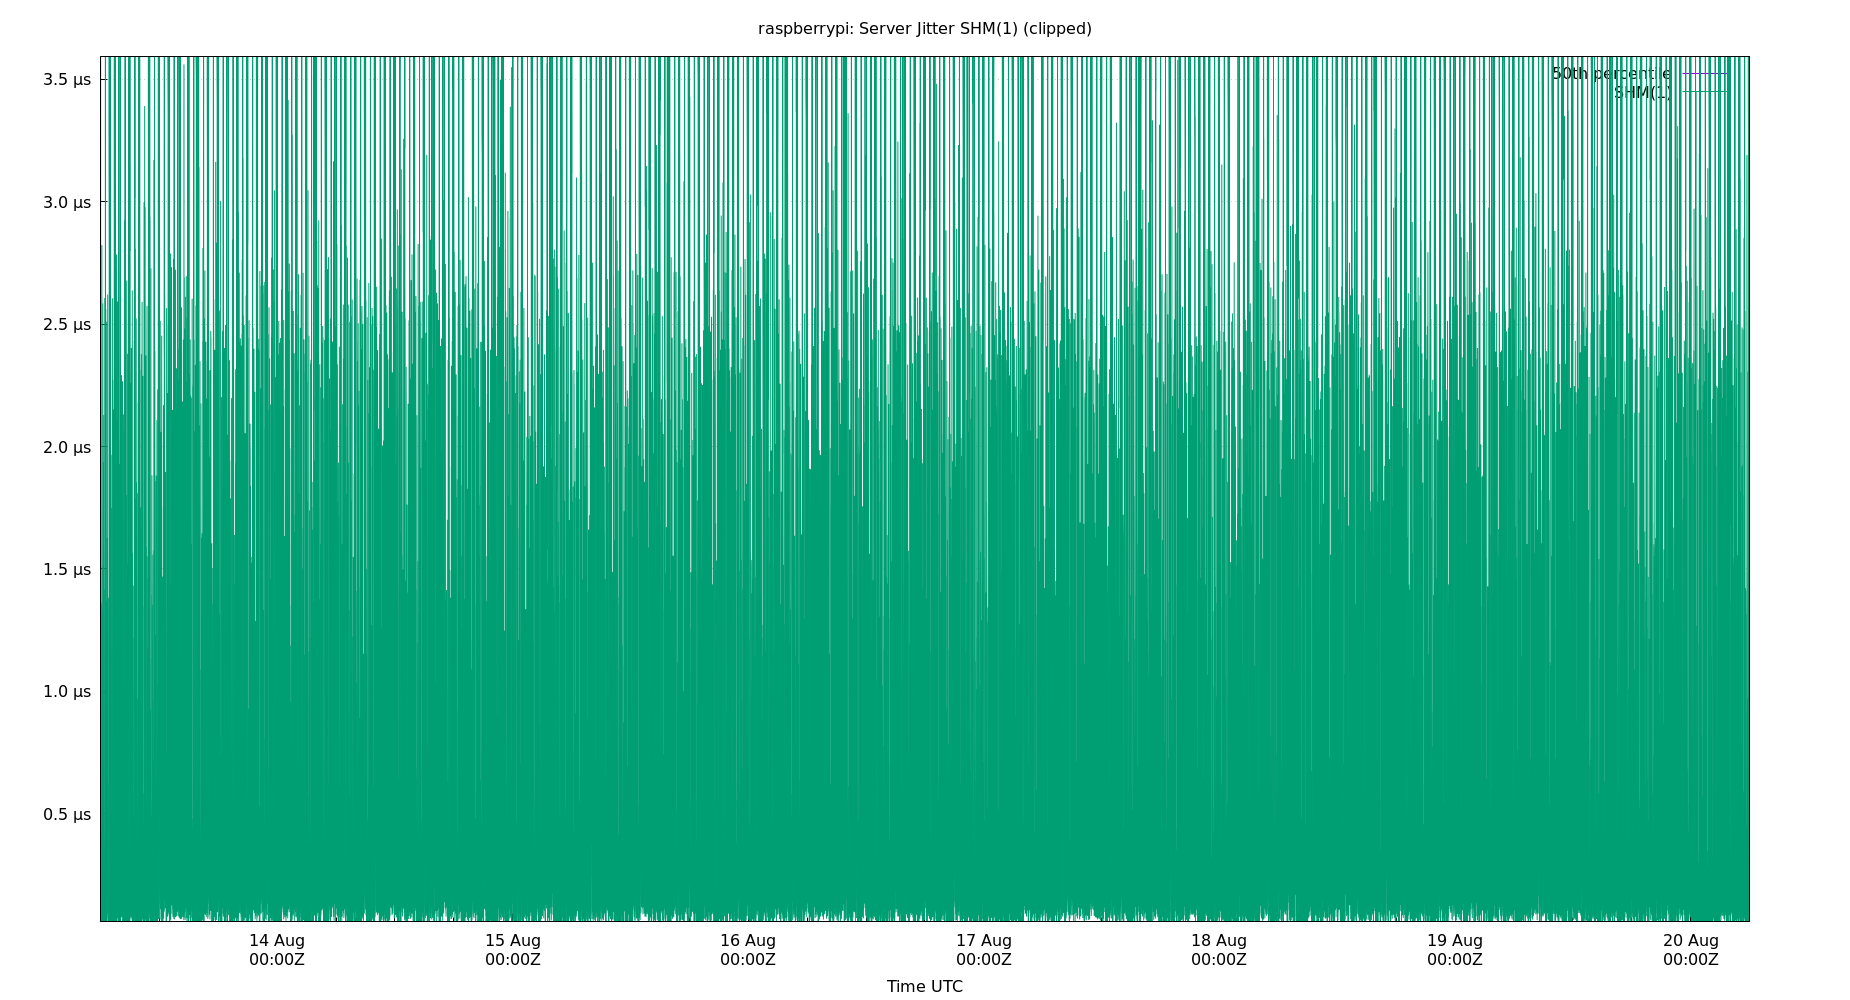 raspberrypi: Server Jitter SHM(1) (clipped)
3.5 µs
50th percentile
SHM(1)
3.0 µs
2.5 µs
2.0 µs
1.5 µs
1.0 µs
0.5 µs
14 Aug 15 Aug 16 Aug 17 Aug 18 Aug 19 Aug 20 Aug
00:00Z 00:00Z 00:00Z 00:00Z 00:00Z 00:00Z 00:00Z
Time UTC